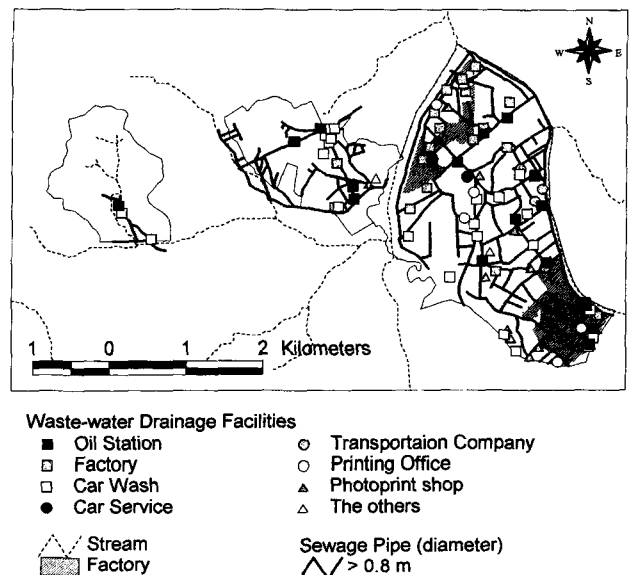 N
W E
S
1 0 1 2 Kilometers
Waste-water Drainage Facilities
Oil Station
Factory
Car Wash
Car Service
Transportaion Company
Printing Office
Photoprint shop
The others
Stream
Factory
Sewage Pipe (diameter)
> 0.8 m